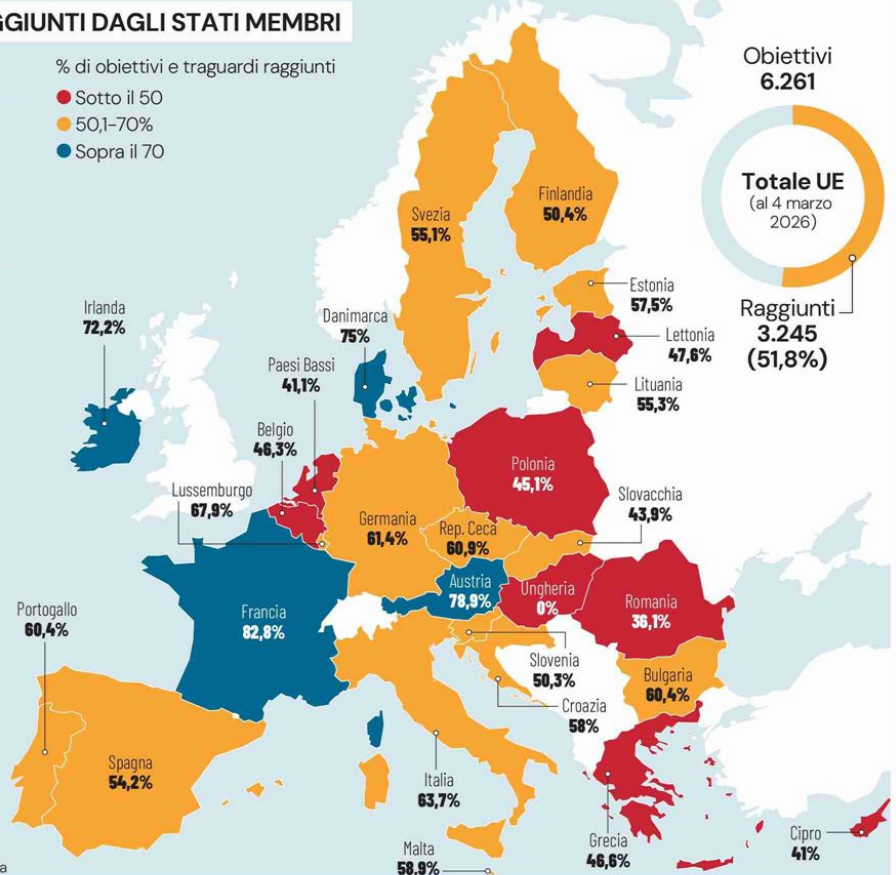 GGIUNTI DAGLI STATI MEMBRI
% di obiettivi e traguardi raggiunti
Sotto il 50
50,1-70%
Sopra il 70
Obiettivi
6.261
Totale UE
(al 4 marzo
2026)
Raggiunti
3.245
(51,8%)
Finlandia
50,4%
Svezia
55,1%
Estonia
57,5%
Irlanda
72,2%
Danimarca
75%
Lettonia
47,6%
Paesi Bassi
41,1%
Lituania
55,3%
Belgio
46,3%
Polonia
45,1%
Lussemburgo
67,9%
Slovacchia
43,9%
Germania
61,4%
Rep. Ceca
60,9%
Austria
78,9%
Ungheria
0%
Romania
36,1%
Portogallo
60,4%
Francia
82,8%
Slovenia
50,3%
Bulgaria
60,4%
Croazia
58%
Spagna
54,2%
Italia
63,7%
Grecia
46,6%
Cipro
41%
Malta
58,9%
a